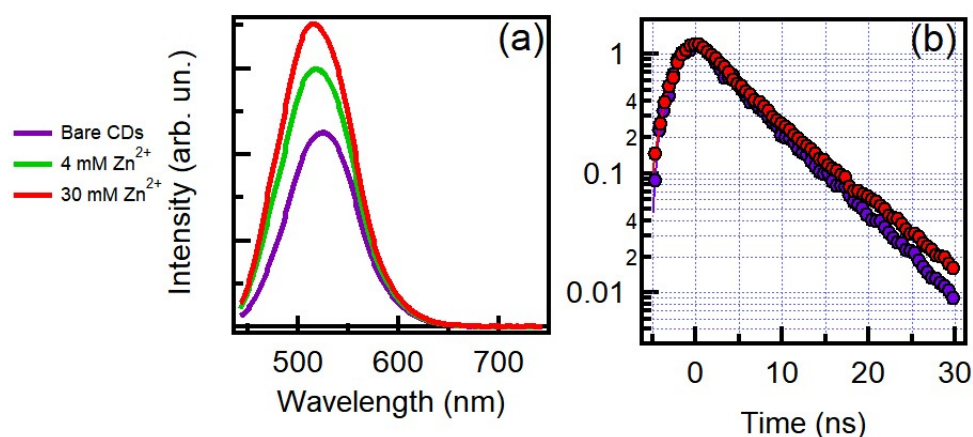 Bare CDs
4 mM Zn²⁺
30 mM Zn²⁺
Intensity (arb. un.)
(a)
500
600
700
Wavelength (nm)
(b)
1
4
2
0.1
4
2
0.01
0
10
20
30
Time (ns)